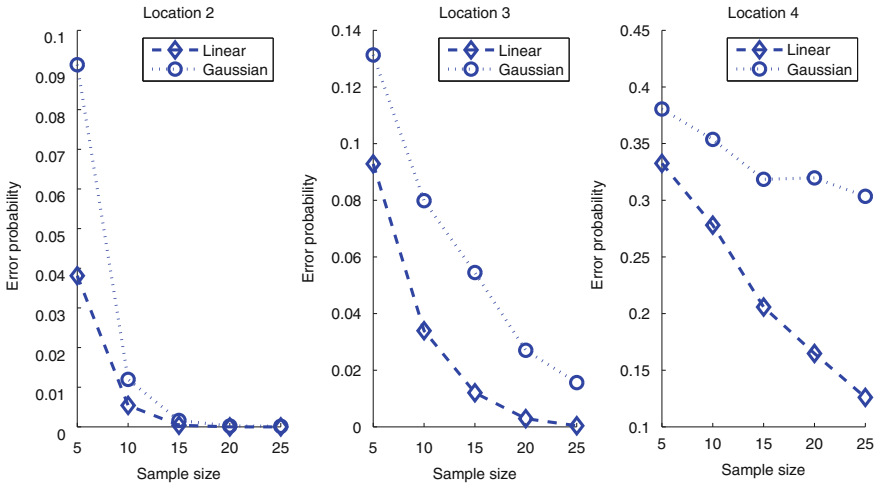 Location 2
0.1
0.09
0.08
0.07
0.06
0.05
0.04
0.03
0.02
0.01
0
5 10 15 20 25
Sample size
Error probability
Linear
Gaussian
Location 3
0.14
0.12
0.1
0.08
0.06
0.04
0.02
0
5 10 15 20 25
Sample size
Error probability
Linear
Gaussian
Location 4
0.45
0.4
0.35
0.3
0.25
0.2
0.15
0.1
5 10 15 20 25
Sample size
Error probability
Linear
Gaussian